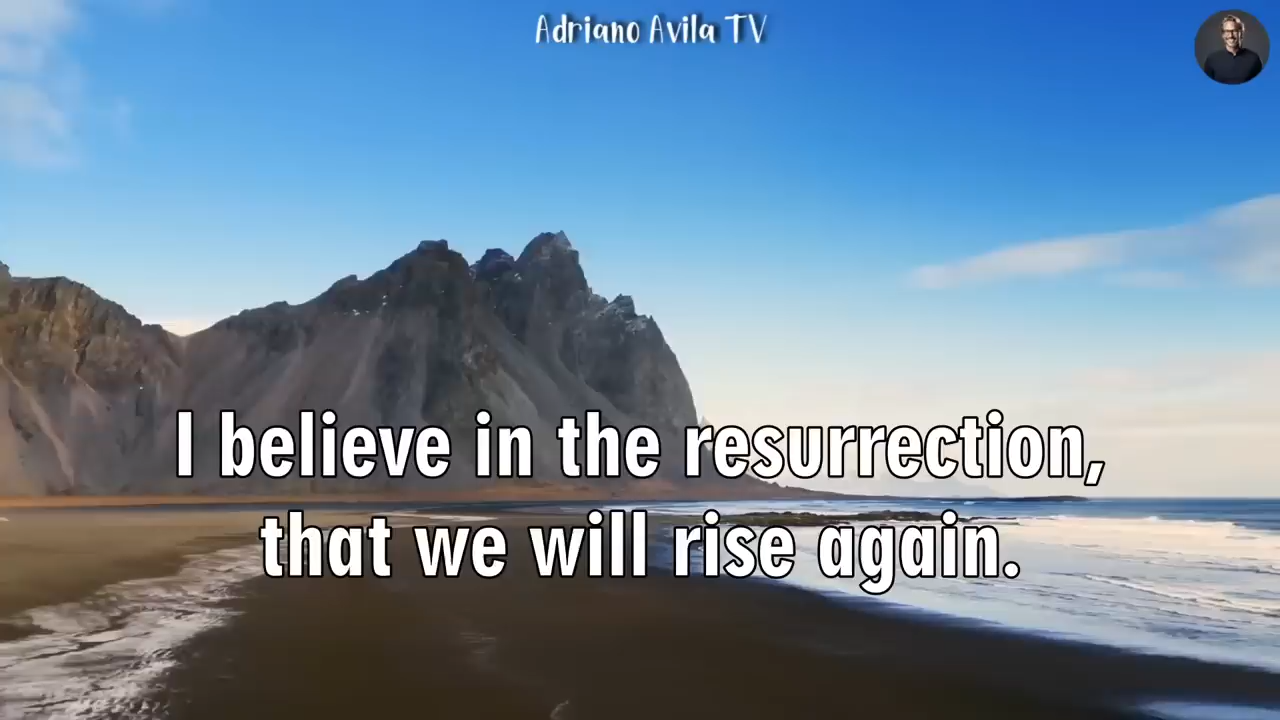 Adriano Avila TV
I believe in the resurrection,
that we will rise again.